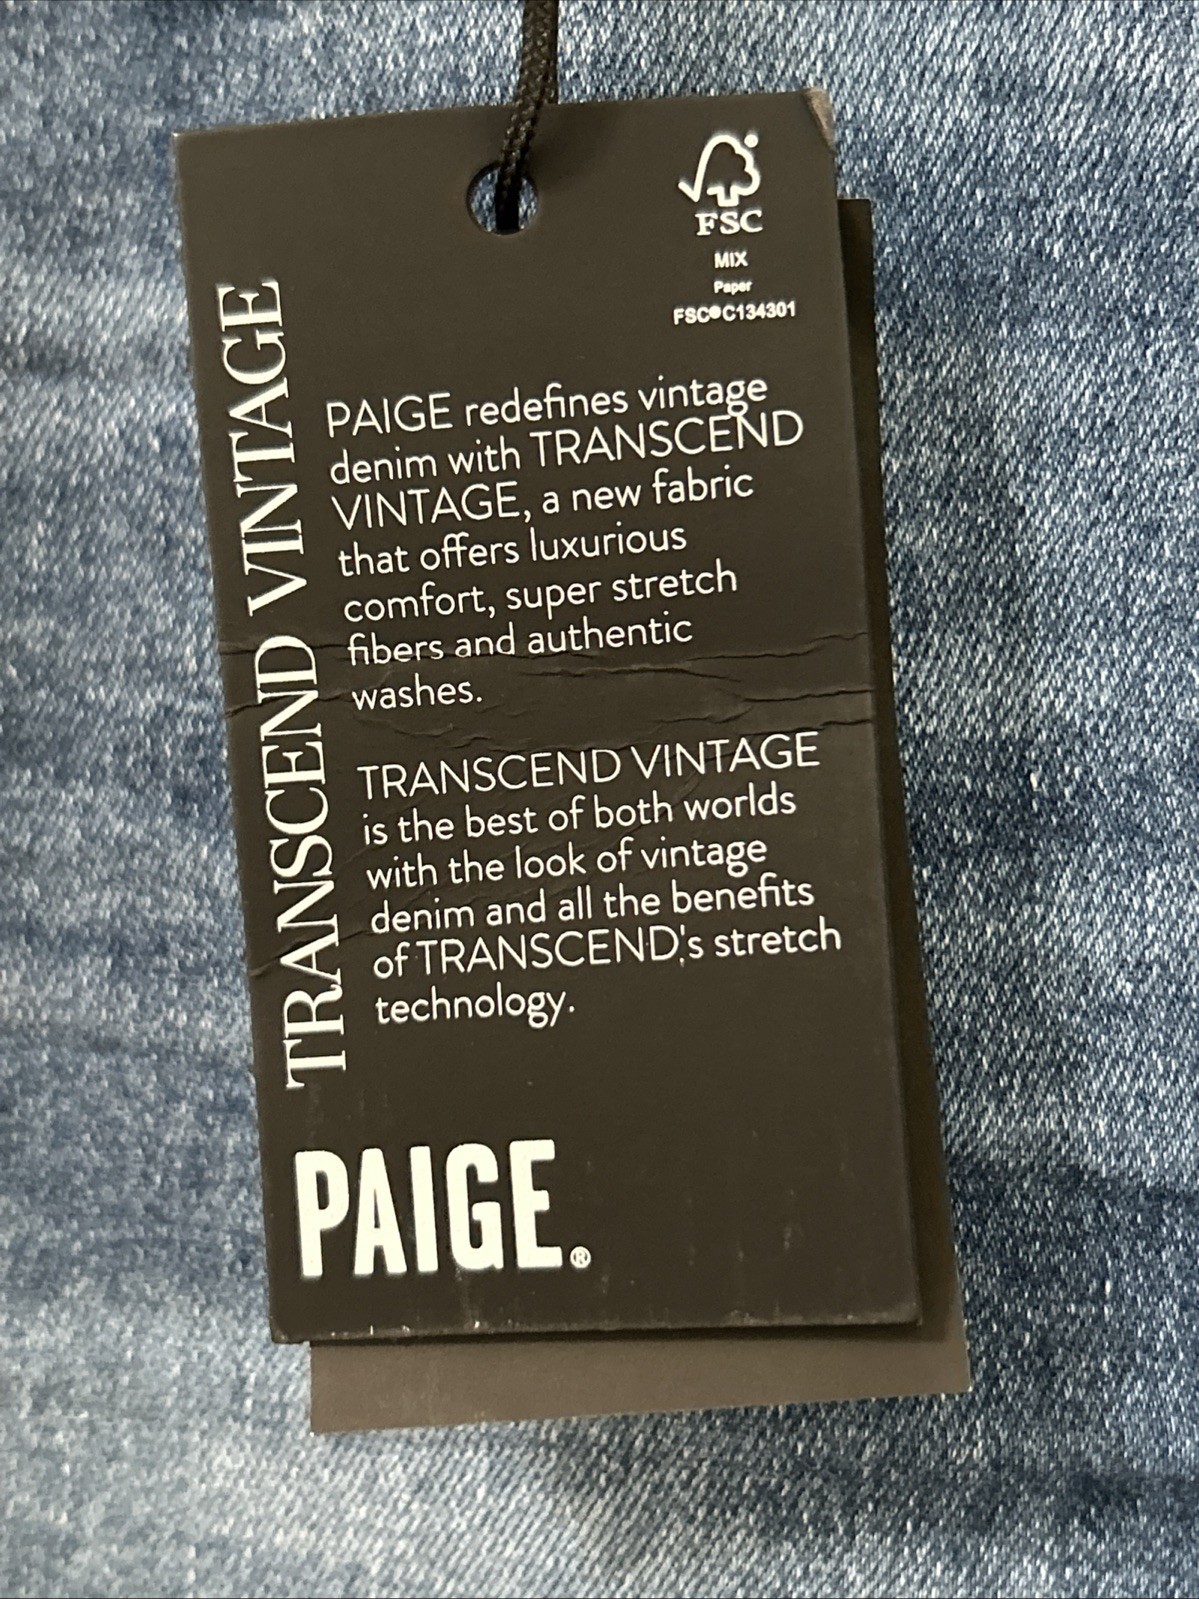 FSC
MIX
Paper
FSC® C134301
TRANSCEND VINTAGE
PAIGE redefines vintage
denim with TRANSCEND
VINTAGE, a new fabric
that offers luxurious
comfort, super stretch
fibers and authentic
washes.
TRANSCEND VINTAGE
is the best of both worlds
with the look of vintage
denim and all the benefits
of TRANSCEND's stretch
technology.
PAIGE®